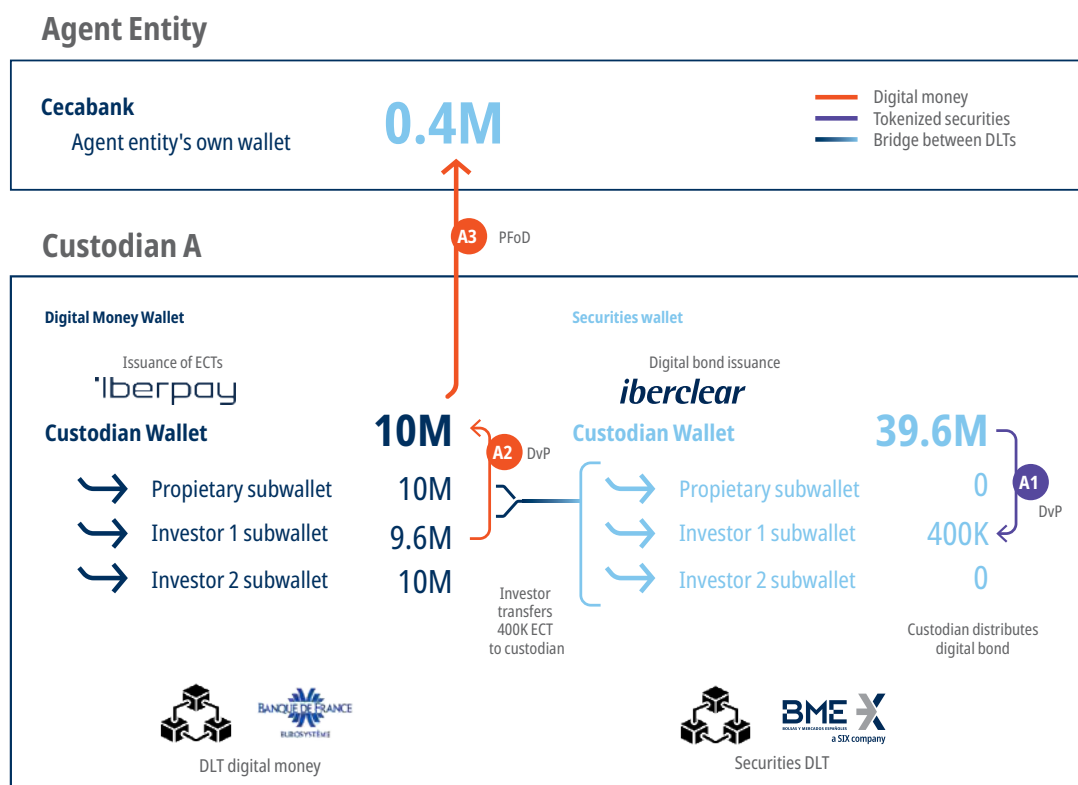 Agent Entity
Cecabank
Agent entity's own wallet
0.4M
Digital money
Tokenized securities
Bridge between DLTs
A3
PFoD
Custodian A
Digital Money Wallet
Securities wallet
Issuance of ECTs
Iberpay
Digital bond issuance
iberclear
Custodian Wallet
10M
A2
DvP
Custodian Wallet
39.6M
Propietary subwallet
10M
Propietary subwallet
0
A1
DvP
Investor 1 subwallet
9.6M
Investor 1 subwallet
400K
Investor 2 subwallet
10M
Investor 2 subwallet
0
Investor
transfers
400K ECT
to custodian
Custodian distributes
digital bond
BANQUE DE FRANCE
EUROSYSTÈME
DLT digital money
BME X
BOLSAS Y MERCADOS ESPAÑOLES
a SIX company
Securities DLT